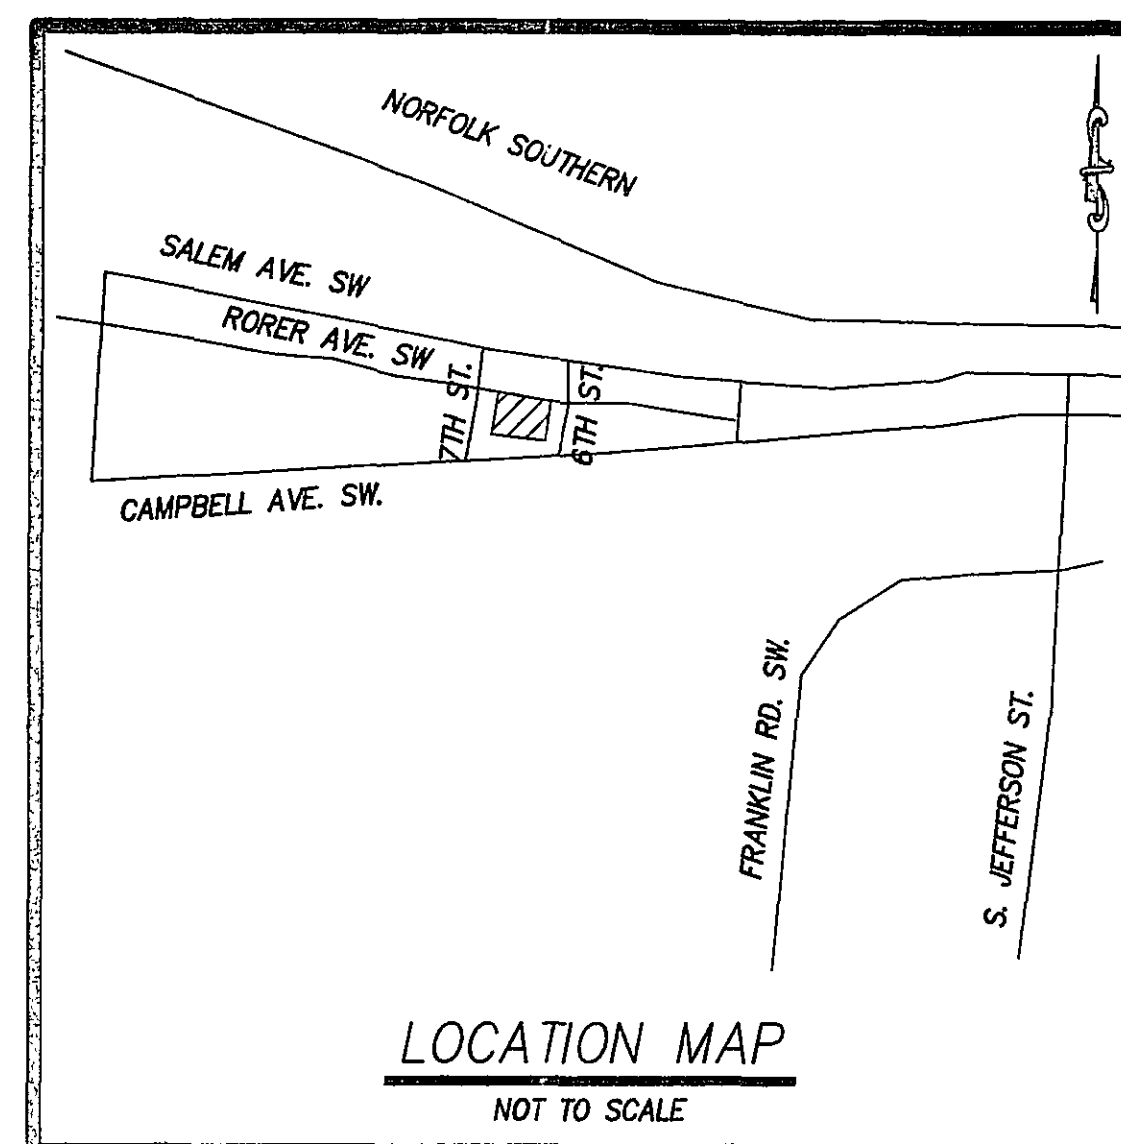 NORFOLK SOUTHERN
SALEM AVE. SW
RORER AVE. SW
7TH ST.
6TH ST.
CAMPBELL AVE. SW.
FRANKLIN RD. SW.
S. JEFFERSON ST.
LOCATION MAP
NOT TO SCALE